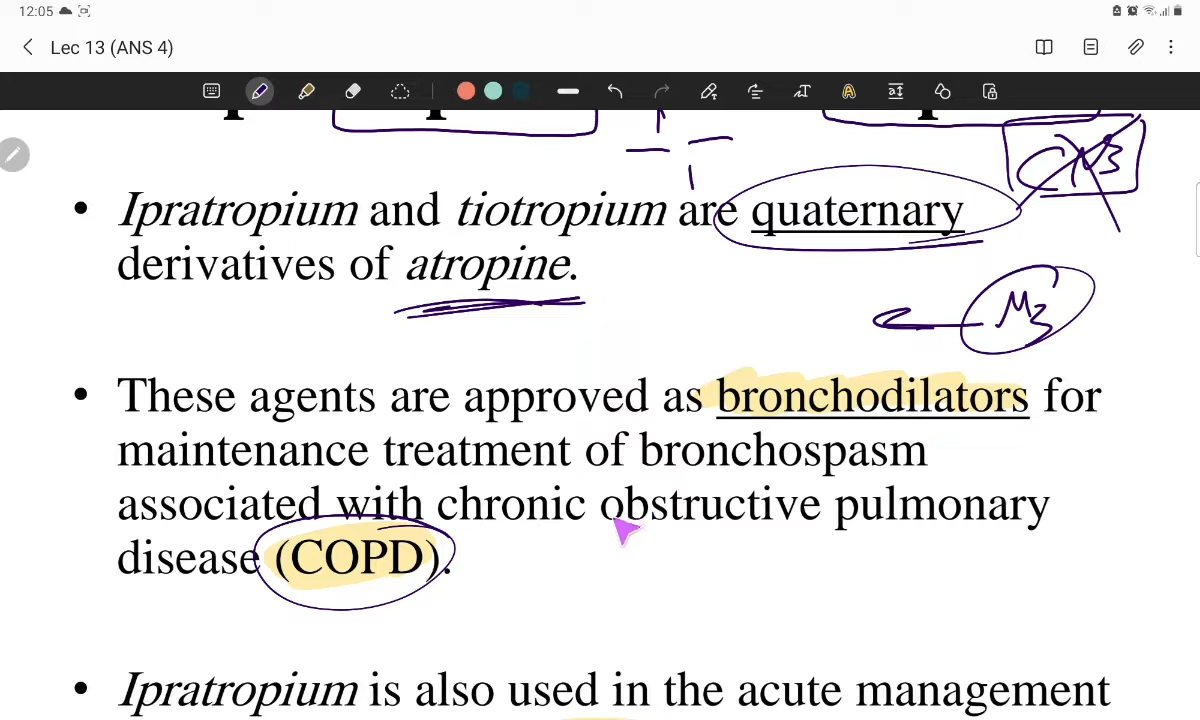 12:05
Lec 13 (ANS 4)
CNS
• Ipratropium and tiotropium are quaternary
derivatives of atropine.
M3
• These agents are approved as bronchodilators for
maintenance treatment of bronchospasm
associated with chronic obstructive pulmonary
disease (COPD).
• Ipratropium is also used in the acute management